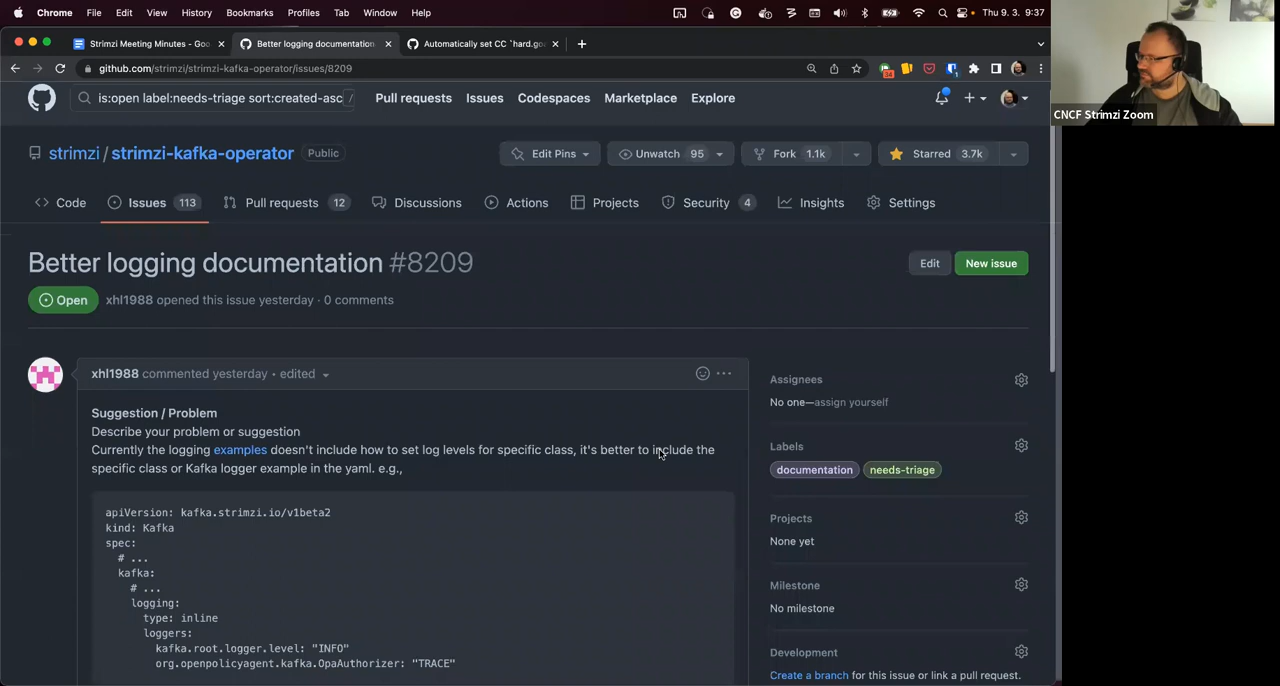 Chrome File Edit View History Bookmarks Profiles Tab Window Help Thu 9. 3. 9:37
Strimzi Meeting Minutes - Goo
Better logging documentation
Automatically set CC `hard.go
github.com/strimzi/strimzi-kafka-operator/issues/8209
34
is:open label:needs-triage sort:created-asc /
Pull requests Issues Codespaces Marketplace Explore
CNCF Strimzi Zoom
strimzi / strimzi-kafka-operator Public
Edit Pins Unwatch 95 Fork 1.1k Starred 3.7k
Code Issues 113 Pull requests 12 Discussions Actions Projects Security 4 Insights Settings
Better logging documentation #8209
Edit New issue
Open xhl1988 opened this issue yesterday · 0 comments
xhl1988 commented yesterday · edited
Suggestion / Problem
Describe your problem or suggestion
Currently the logging examples doesn't include how to set log levels for specific class, it's better to include the
specific class or Kafka logger example in the yaml. e.g.,
apiVersion: kafka.strimzi.io/v1beta2
kind: Kafka
spec:
# ...
kafka:
# ...
logging:
type: inline
loggers:
kafka.root.logger.level: "INFO"
org.openpolicyagent.kafka.OpaAuthorizer: "TRACE"
Assignees
No one—assign yourself
Labels
documentation needs-triage
Projects
None yet
Milestone
No milestone
Development
Create a branch for this issue or link a pull request.